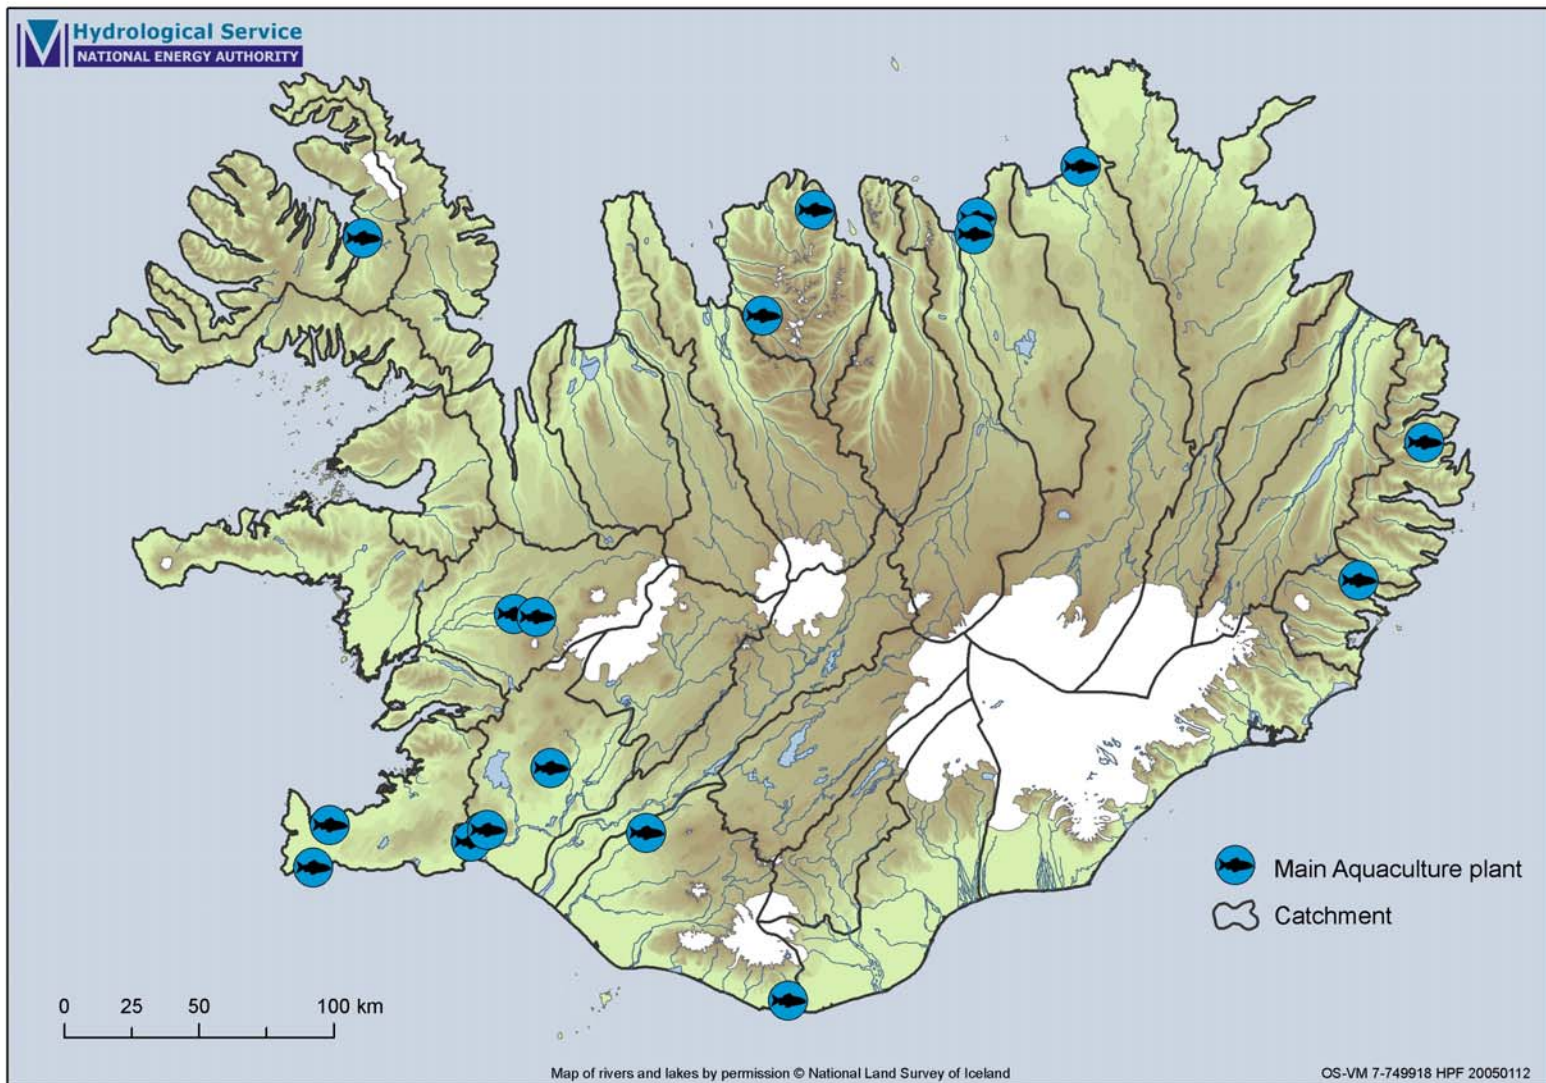 Hydrological Service
NATIONAL ENERGY AUTHORITY
Main Aquaculture plant
Catchment
0 25 50 100 km
Map of rivers and lakes by permission © National Land Survey of Iceland
OS-VM 7-749918 HPF 20050112